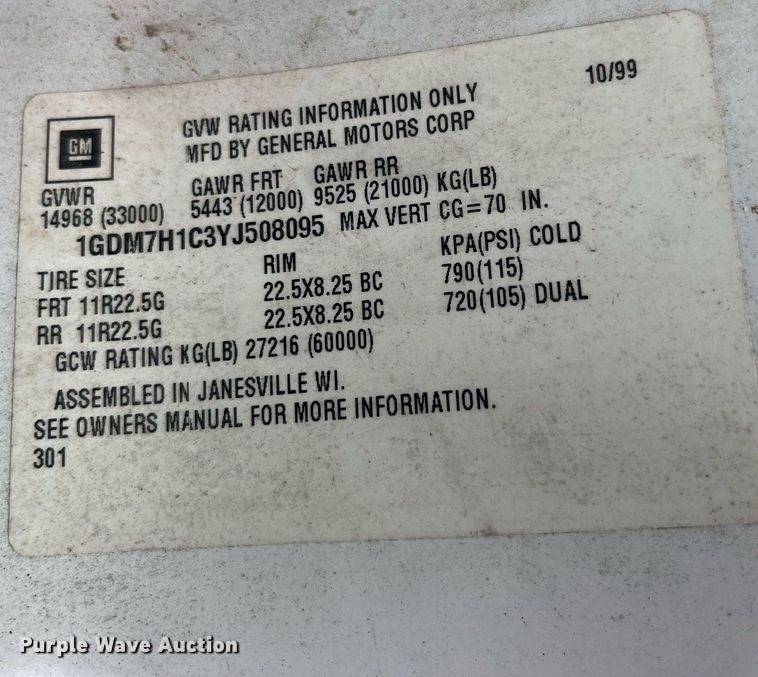 10/99
GM
GVW RATING INFORMATION ONLY
MFD BY GENERAL MOTORS CORP
GVWR GAWR FRT GAWR RR
14968 (33000) 5443 (12000) 9525 (21000) KG(LB)
1GDM7H1C3YJ508095 MAX VERT CG=70 IN.
TIRE SIZE RIM KPA(PSI) COLD
FRT 11R22.5G 22.5X8.25 BC 790(115)
RR 11R22.5G 22.5X8.25 BC 720(105) DUAL
GCW RATING KG(LB) 27216 (60000)
ASSEMBLED IN JANESVILLE WI.
SEE OWNERS MANUAL FOR MORE INFORMATION.
301
Purple Wave Auction